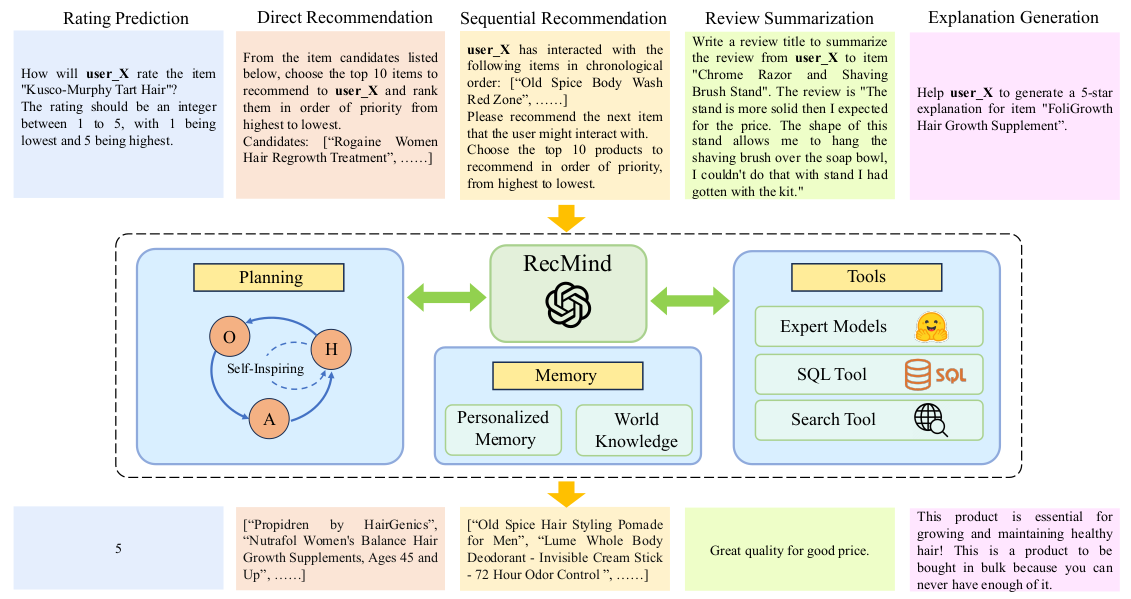 Rating Prediction
How will user_X rate the item
"Kusco-Murphy Tart Hair"?
The rating should be an integer
between 1 to 5, with 1 being
lowest and 5 being highest.
Direct Recommendation
From the item candidates listed
below, choose the top 10 items to
recommend to user_X and rank
them in order of priority from
highest to lowest.
Candidates: [“Rogaine Women
Hair Regrowth Treatment”, ……]
Sequential Recommendation
user_X has interacted with the
following items in chronological
order: [“Old Spice Body Wash
Red Zone”, ……]
Please recommend the next item
that the user might interact with.
Choose the top 10 products to
recommend in order of priority,
from highest to lowest.
Review Summarization
Write a review title to summarize
the review from user_X to item
"Chrome Razor and Shaving
Brush Stand". The review is "The
stand is more solid then I expected
for the price. The shape of this
stand allows me to hang the
shaving brush over the soap bowl,
I couldn't do that with stand I had
gotten with the kit."
Explanation Generation
Help user_X to generate a 5-star
explanation for item "FoliGrowth
Hair Growth Supplement”.
Planning
O
H
Self-Inspiring
A
RecMind
Memory
Personalized
Memory
World
Knowledge
Tools
Expert Models
SQL Tool
SQL
Search Tool
5
[“Propidren by HairGenics”,
“Nutrafol Women's Balance Hair
Growth Supplements, Ages 45 and
Up”, ……]
[“Old Spice Hair Styling Pomade
for Men”, “Lume Whole Body
Deodorant - Invisible Cream Stick
- 72 Hour Odor Control ”, ……]
Great quality for good price.
This product is essential for
growing and maintaining healthy
hair! This is a product to be
bought in bulk because you can
never have enough of it.